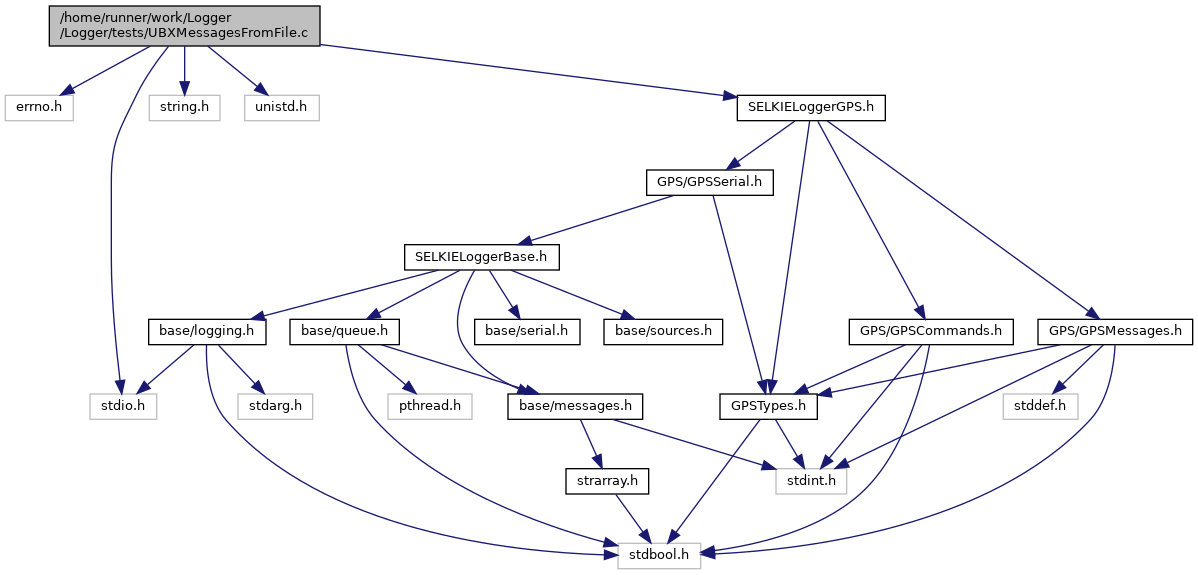 /home/runner/work/Logger
/Logger/tests/UBXMessagesFromFile.c
errno.h
string.h
unistd.h
SELKIELoggerGPS.h
GPS/GPSSerial.h
SELKIELoggerBase.h
base/logging.h
base/queue.h
base/serial.h
base/sources.h
GPS/GPSCommands.h
GPS/GPSMessages.h
stdio.h
stdarg.h
pthread.h
base/messages.h
GPSTypes.h
stddef.h
strarray.h
stdint.h
stdbool.h